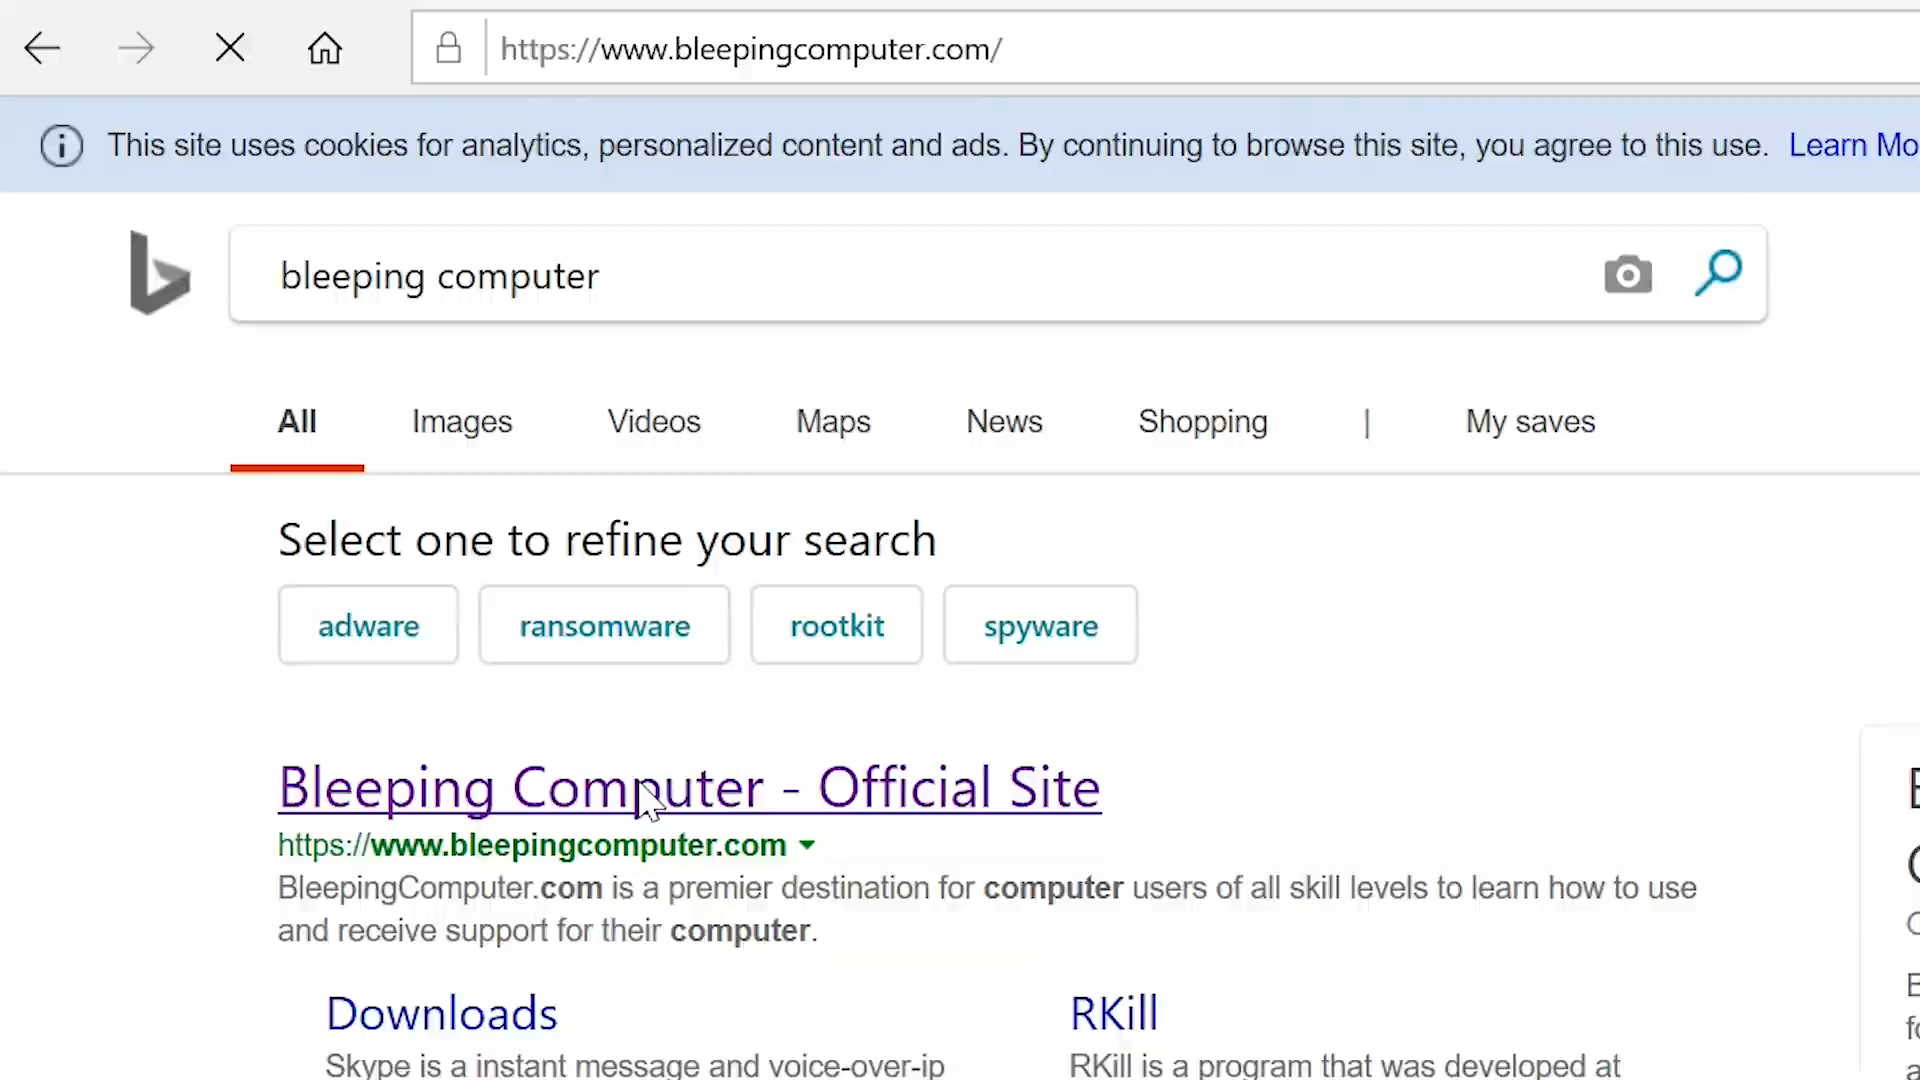 https://www.bleepingcomputer.com/
This site uses cookies for analytics, personalized content and ads. By continuing to browse this site, you agree to this use. Learn Mo
bleeping computer
All Images Videos Maps News Shopping | My saves
Select one to refine your search
adware ransomware rootkit spyware
Bleeping Computer - Official Site
https://www.bleepingcomputer.com
BleepingComputer.com is a premier destination for computer users of all skill levels to learn how to use
and receive support for their computer.
Downloads RKill
Skype is a instant message and voice-over-ip RKill is a program that was developed at